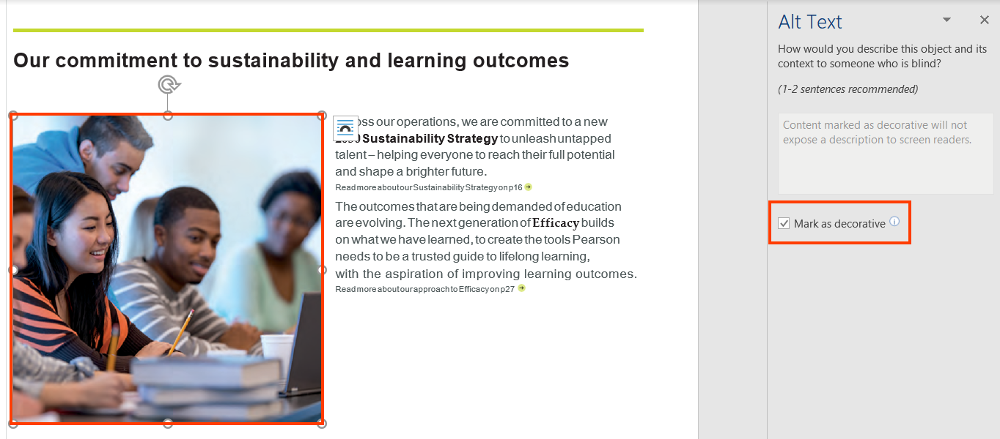 Our commitment to sustainability and learning outcomes
oss our operations, we are committed to a new
Sustainability Strategy to unleash untapped
talent – helping everyone to reach their full potential
and shape a brighter future.
Read more about our Sustainability Strategy on p16
The outcomes that are being demanded of education
are evolving. The next generation of Efficacy builds
on what we have learned, to create the tools Pearson
needs to be a trusted guide to lifelong learning,
with the aspiration of improving learning outcomes.
Read more about our approach to Efficacy on p27
Alt Text
How would you describe this object and its
context to someone who is blind?
(1-2 sentences recommended)
Content marked as decorative will not
expose a description to screen readers.
Mark as decorative